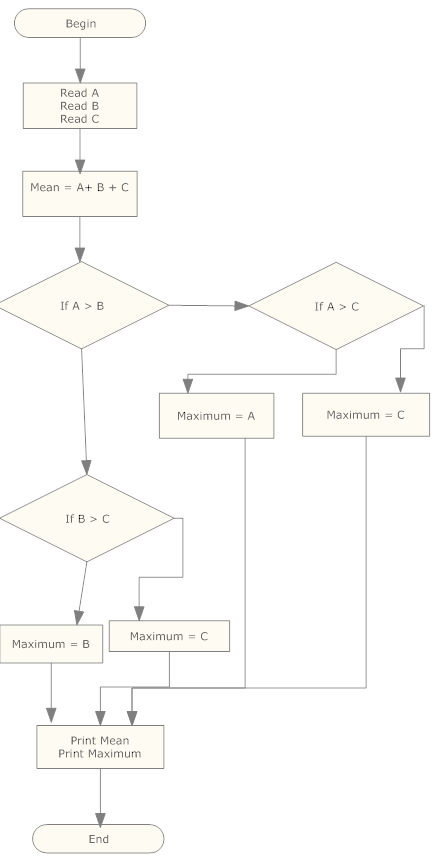 Begin
Read A
Read B
Read C
Mean = A+ B + C
If A > B
If A > C
Maximum = A
Maximum = C
If B > C
Maximum = B
Maximum = C
Print Mean
Print Maximum
End